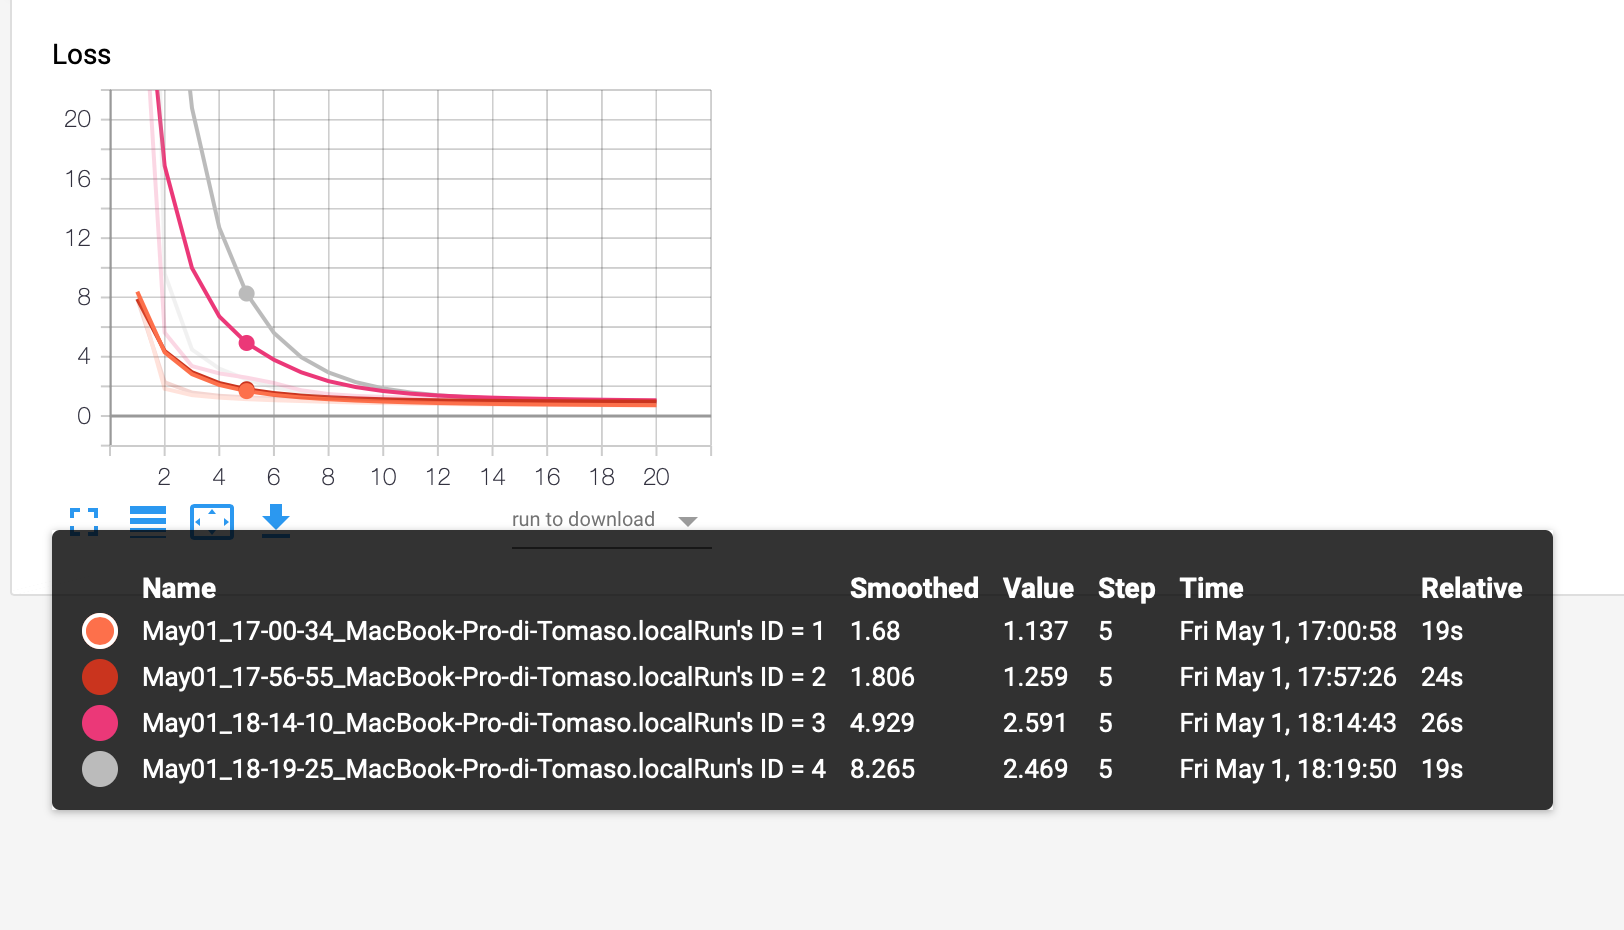 Loss
20
16
12
8
4
0
2 4 6 8 10 12 14 16 18 20
run to download
Name Smoothed Value Step Time Relative
May01_17-00-34_MacBook-Pro-di-Tomaso.localRun's ID = 1 1.68 1.137 5 Fri May 1, 17:00:58 19s
May01_17-56-55_MacBook-Pro-di-Tomaso.localRun's ID = 2 1.806 1.259 5 Fri May 1, 17:57:26 24s
May01_18-14-10_MacBook-Pro-di-Tomaso.localRun's ID = 3 4.929 2.591 5 Fri May 1, 18:14:43 26s
May01_18-19-25_MacBook-Pro-di-Tomaso.localRun's ID = 4 8.265 2.469 5 Fri May 1, 18:19:50 19s